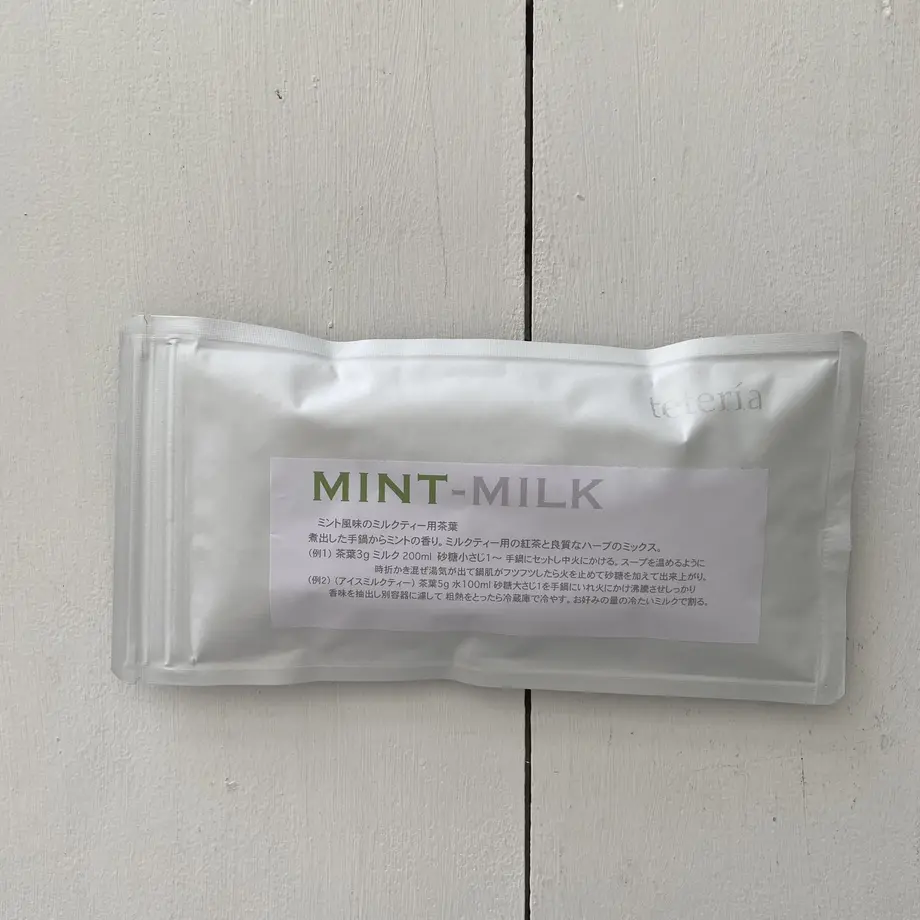 teteria
MINT-MILK
ミント風味のミルクティー用茶葉
煮出した手鍋からミントの香り。ミルクティー用の紅茶と良質なハーブのミックス。
(例1) 茶葉3g ミルク 200ml 砂糖小さじ1〜 手鍋にセットし中火にかける。スープを温めるように
時折かき混ぜ湯気が出て鍋肌がフツフツしたら火を止めて砂糖を加えて出来上がり。
(例2) (アイスミルクティー) 茶葉5g 水100ml 砂糖大さじ1を手鍋にいれ火にかけ沸騰させしっかり
香味を抽出し別容器に濾して 粗熱をとったら冷蔵庫で冷やす。お好みの量の冷たいミルクで割る。